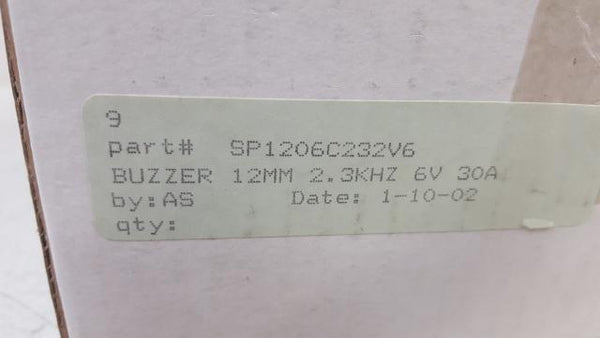 9
part# SP1206C232V6
BUZZER 12MM 2.3KHZ 6V 30A
by:AS Date: 1-10-02
qty: